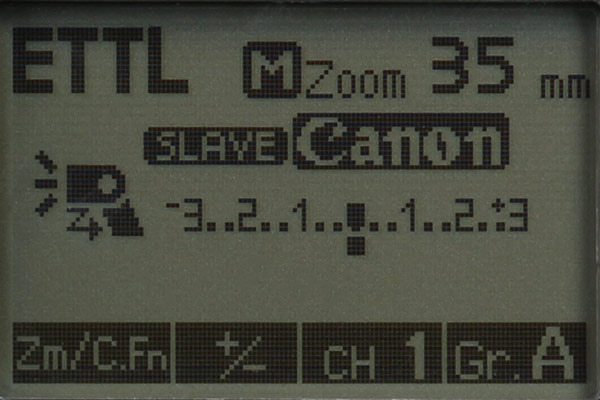 ETTL M Zoom 35 mm
SLAVE Canon
-3..2..1..▮..1..2.+3
Zm/C.Fn +/- CH 1 Gr. A